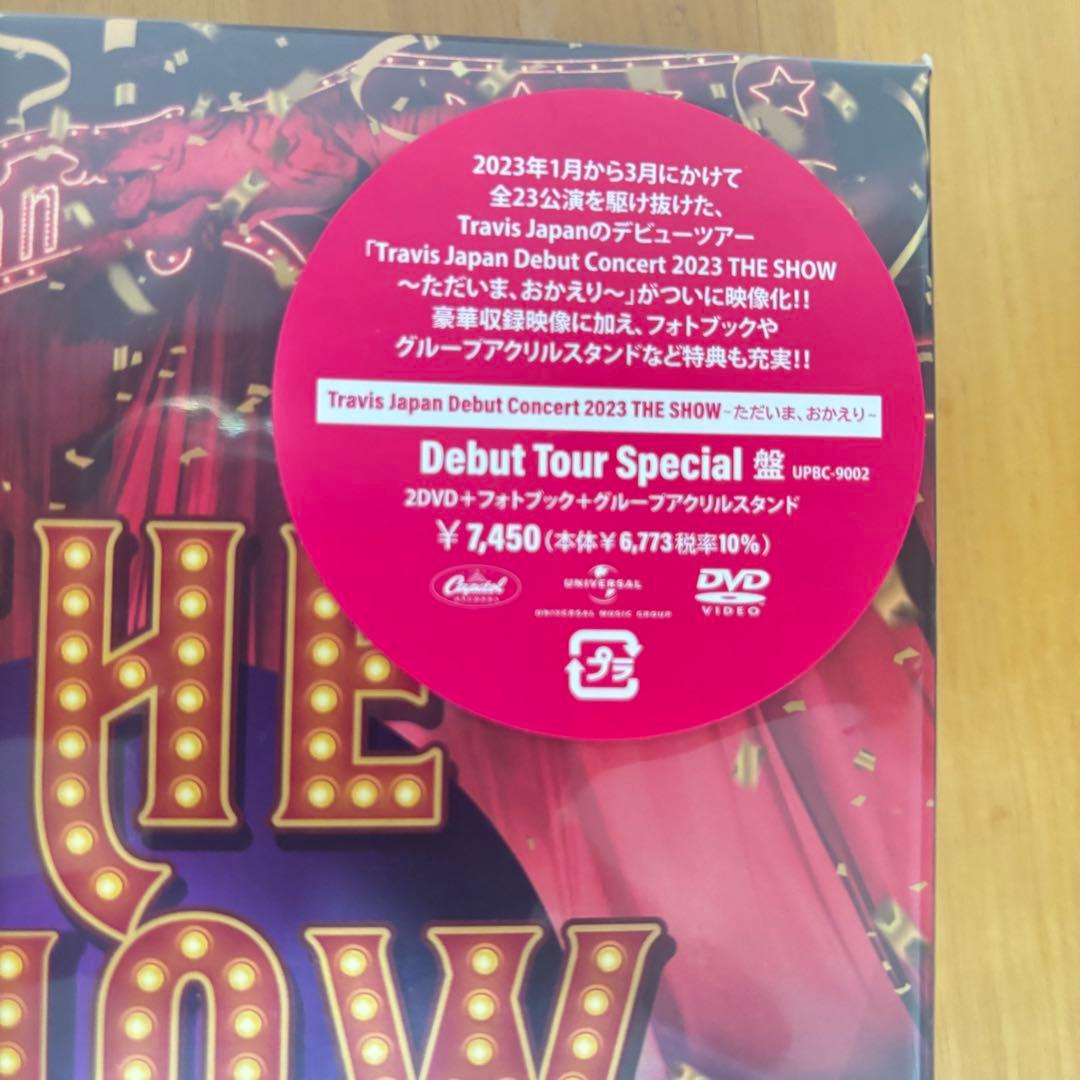 2023年1月から3月にかけて
全23公演を駆け抜けた、
Travis Japanのデビューツアー
「Travis Japan Debut Concert 2023 THE SHOW
～ただいま、おかえり～」がついに映像化!!
豪華収録映像に加え、フォトブックや
グループアクリルスタンドなど特典も充実!!
Travis Japan Debut Concert 2023 THE SHOW～ただいま、おかえり～
Debut Tour Special 盤 UPBC-9002
2DVD＋フォトブック＋グループアクリルスタンド
￥7,450（本体￥6,773税率10%）
Capitol RECORDS
UNIVERSAL
UNIVERSAL MUSIC GROUP
DVD VIDEO
プラ
an
HE
HOW